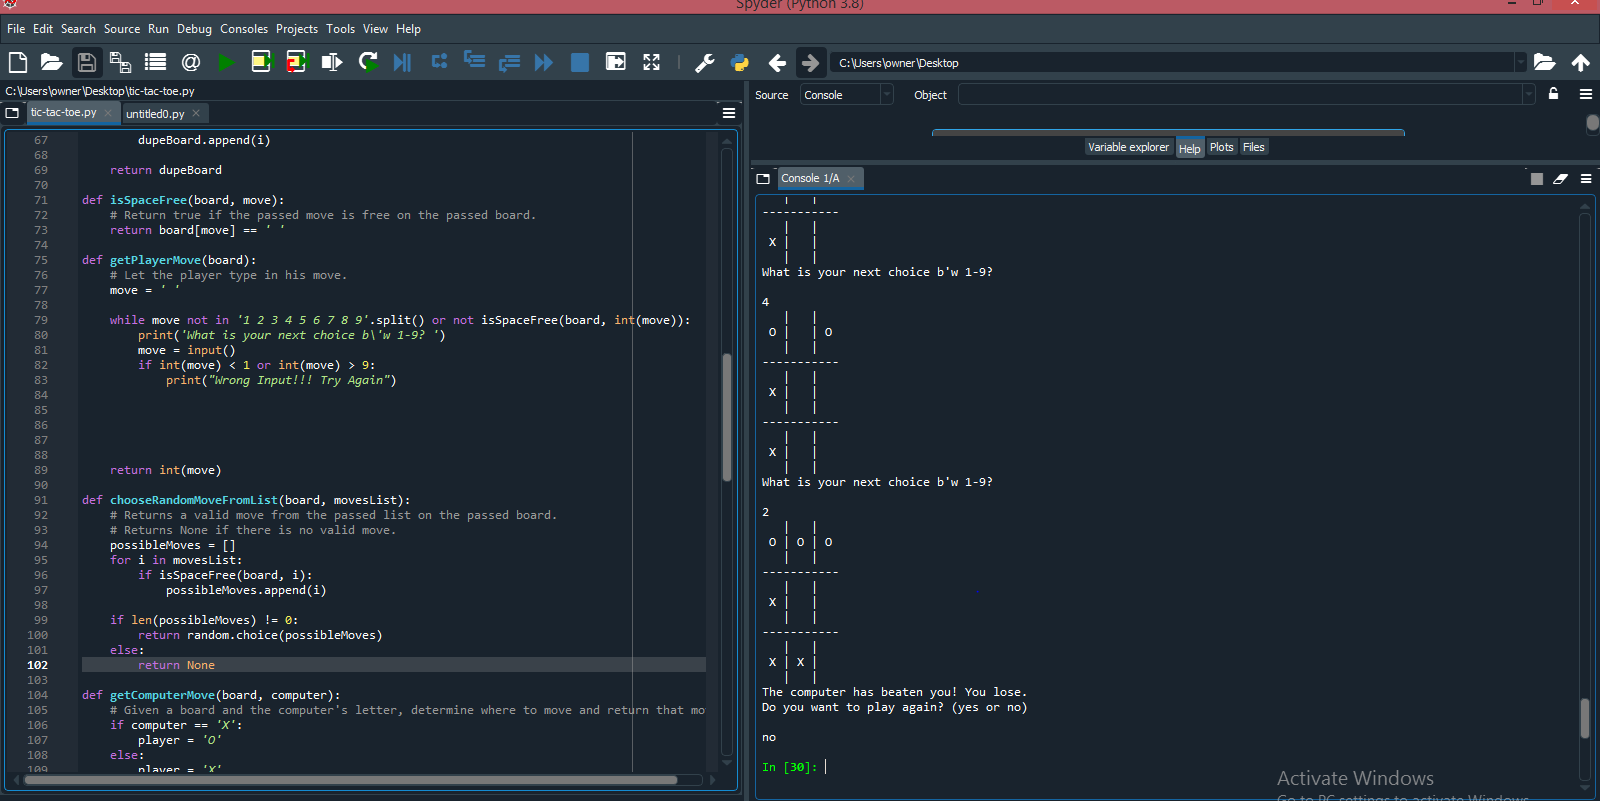 Spyder (Python 3.8)
File Edit Search Source Run Debug Consoles Projects Tools View Help
C:\Users\owner\Desktop
C:\Users\owner\Desktop\tic-tac-toe.py
tic-tac-toe.py untitled0.py
67 dupeBoard.append(i)
68
69 return dupeBoard
70
71 def isSpaceFree(board, move):
72 # Return true if the passed move is free on the passed board.
73 return board[move] == ' '
74
75 def getPlayerMove(board):
76 # Let the player type in his move.
77 move = ' '
78
79 while move not in '1 2 3 4 5 6 7 8 9'.split() or not isSpaceFree(board, int(move)):
80 print('What is your next choice b\'w 1-9? ')
81 move = input()
82 if int(move) < 1 or int(move) > 9:
83 print("Wrong Input!!! Try Again")
84
85
86
87
88
89 return int(move)
90
91 def chooseRandomMoveFromList(board, movesList):
92 # Returns a valid move from the passed list on the passed board.
93 # Returns None if there is no valid move.
94 possibleMoves = []
95 for i in movesList:
96 if isSpaceFree(board, i):
97 possibleMoves.append(i)
98
99 if len(possibleMoves) != 0:
100 return random.choice(possibleMoves)
101 else:
102 return None
103
104 def getComputerMove(board, computer):
105 # Given a board and the computer's letter, determine where to move and return that mo
106 if computer == 'X':
107 player = 'O'
108 else:
109 player = 'X'
Source Console Object
Variable explorer Help Plots Files
Console 1/A
| |
-----------
| |
X | |
| |
What is your next choice b'w 1-9?
4
| |
O | | O
| |
-----------
| |
X | |
| |
-----------
| |
X | |
| |
What is your next choice b'w 1-9?
2
| |
O | O | O
| |
-----------
| |
X | |
| |
-----------
| |
X | X |
| |
The computer has beaten you! You lose.
Do you want to play again? (yes or no)
no
In [30]:
Activate Windows
Go to PC settings to activate Windows.